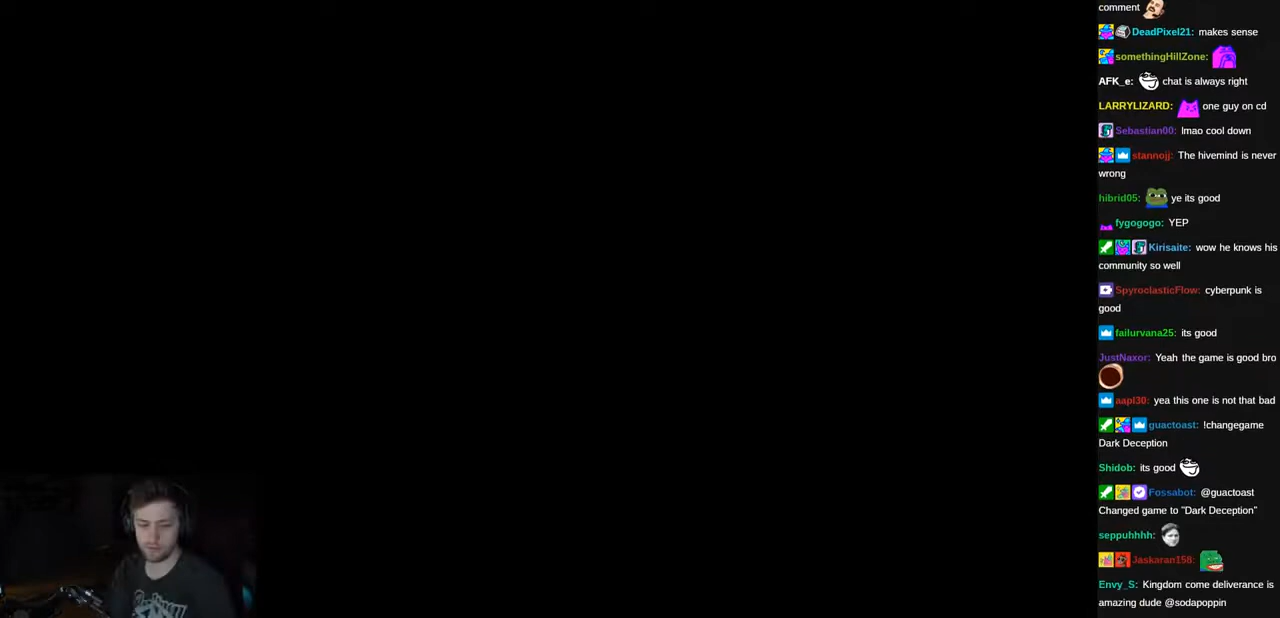 comment
DeadPixel21: makes sense
somethingHillZone:
AFK_e: chat is always right
LARRYLIZARD: one guy on cd
Sebastian00: lmao cool down
stannojj: The hivemind is never
wrong
hibrid05: ye its good
fygogogo: YEP
Kirisaite: wow he knows his
community so well
SpyroclasticFlow: cyberpunk is
good
failurvana25: its good
JustNaxor: Yeah the game is good bro
aapl30: yea this one is not that bad
guactoast: !changegame
Dark Deception
Shidob: its good
Fossabot: @guactoast
Changed game to "Dark Deception"
seppuhhhh:
Jaskaran158:
Envy_S: Kingdom come deliverance is
amazing dude @sodapoppin